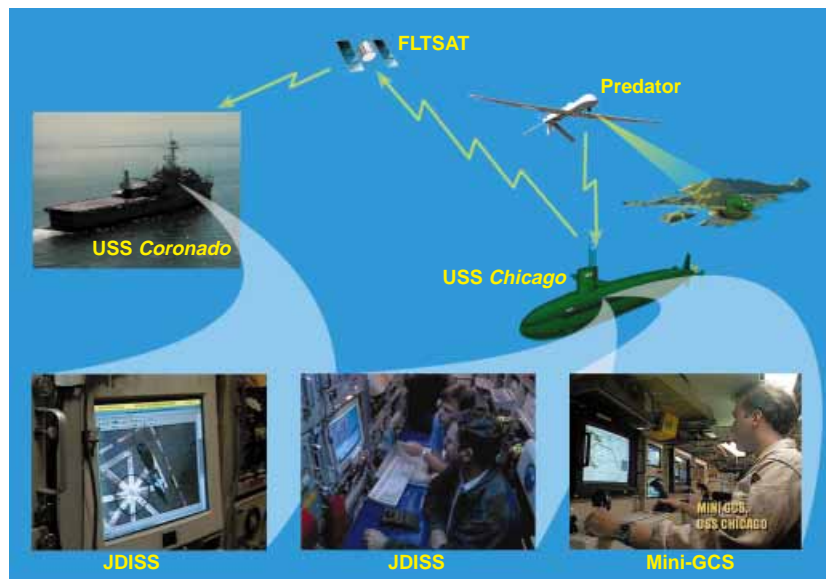 FLTSAT
Predator
USS Coronado
USS Chicago
MINI GCS,
USS CHICAGO
JDISS
JDISS
Mini-GCS